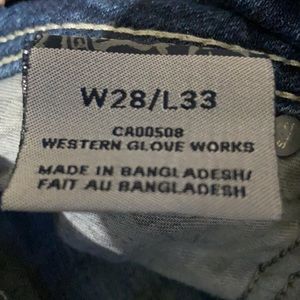 W28/L33
CA00508
WESTERN GLOVE WORKS
MADE IN BANGLADESH/
FAIT AU BANGLADESH